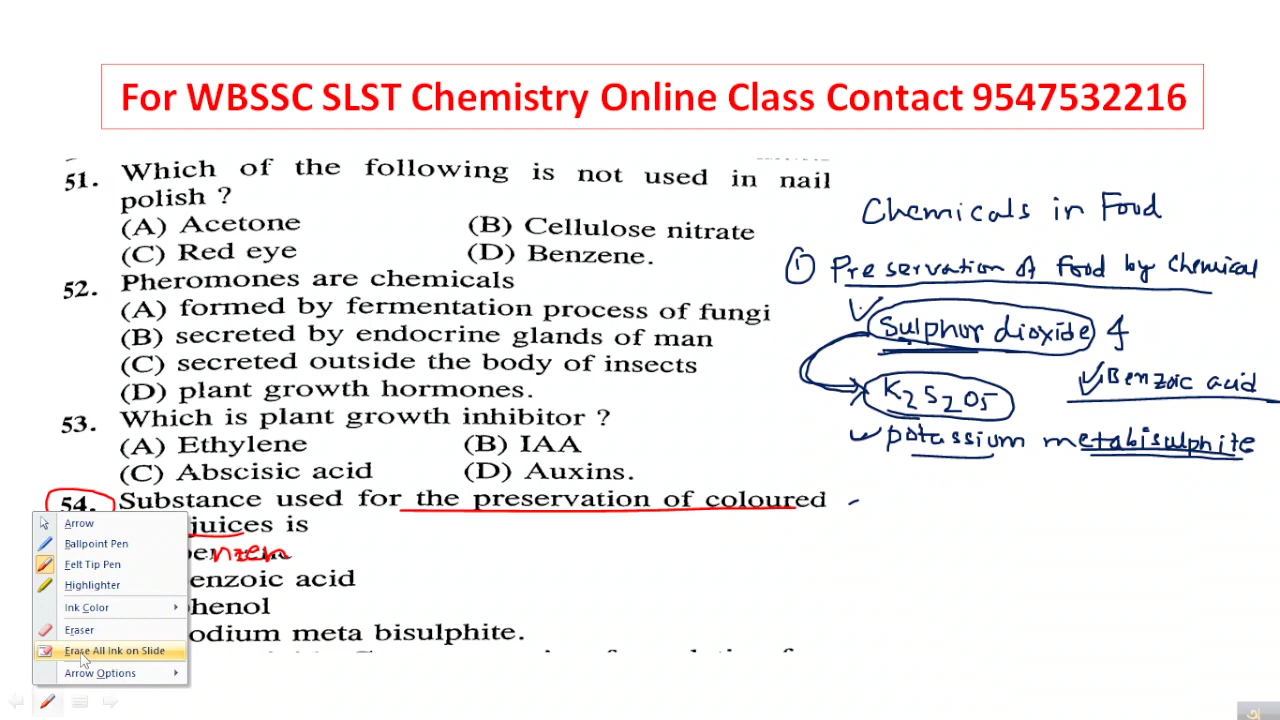 For WBSSC SLST Chemistry Online Class Contact 9547532216
51. Which of the following is not used in nail
polish ?
(A) Acetone (B) Cellulose nitrate
(C) Red eye (D) Benzene.
52. Pheromones are chemicals
(A) formed by fermentation process of fungi
(B) secreted by endocrine glands of man
(C) secreted outside the body of insects
(D) plant growth hormones.
53. Which is plant growth inhibitor ?
(A) Ethylene (B) IAA
(C) Abscisic acid (D) Auxins.
54. Substance used for the preservation of coloured
juices is
nzen
enzoic acid
henol
odium meta bisulphite.
Chemicals in Food
① Preservation of Food by Chemical
Sulphor dioxide
K2S2O5
Benzoic acid
potassium metabisulphite
Arrow
Ballpoint Pen
Felt Tip Pen
Highlighter
Ink Color
Eraser
Erase All Ink on Slide
Arrow Options